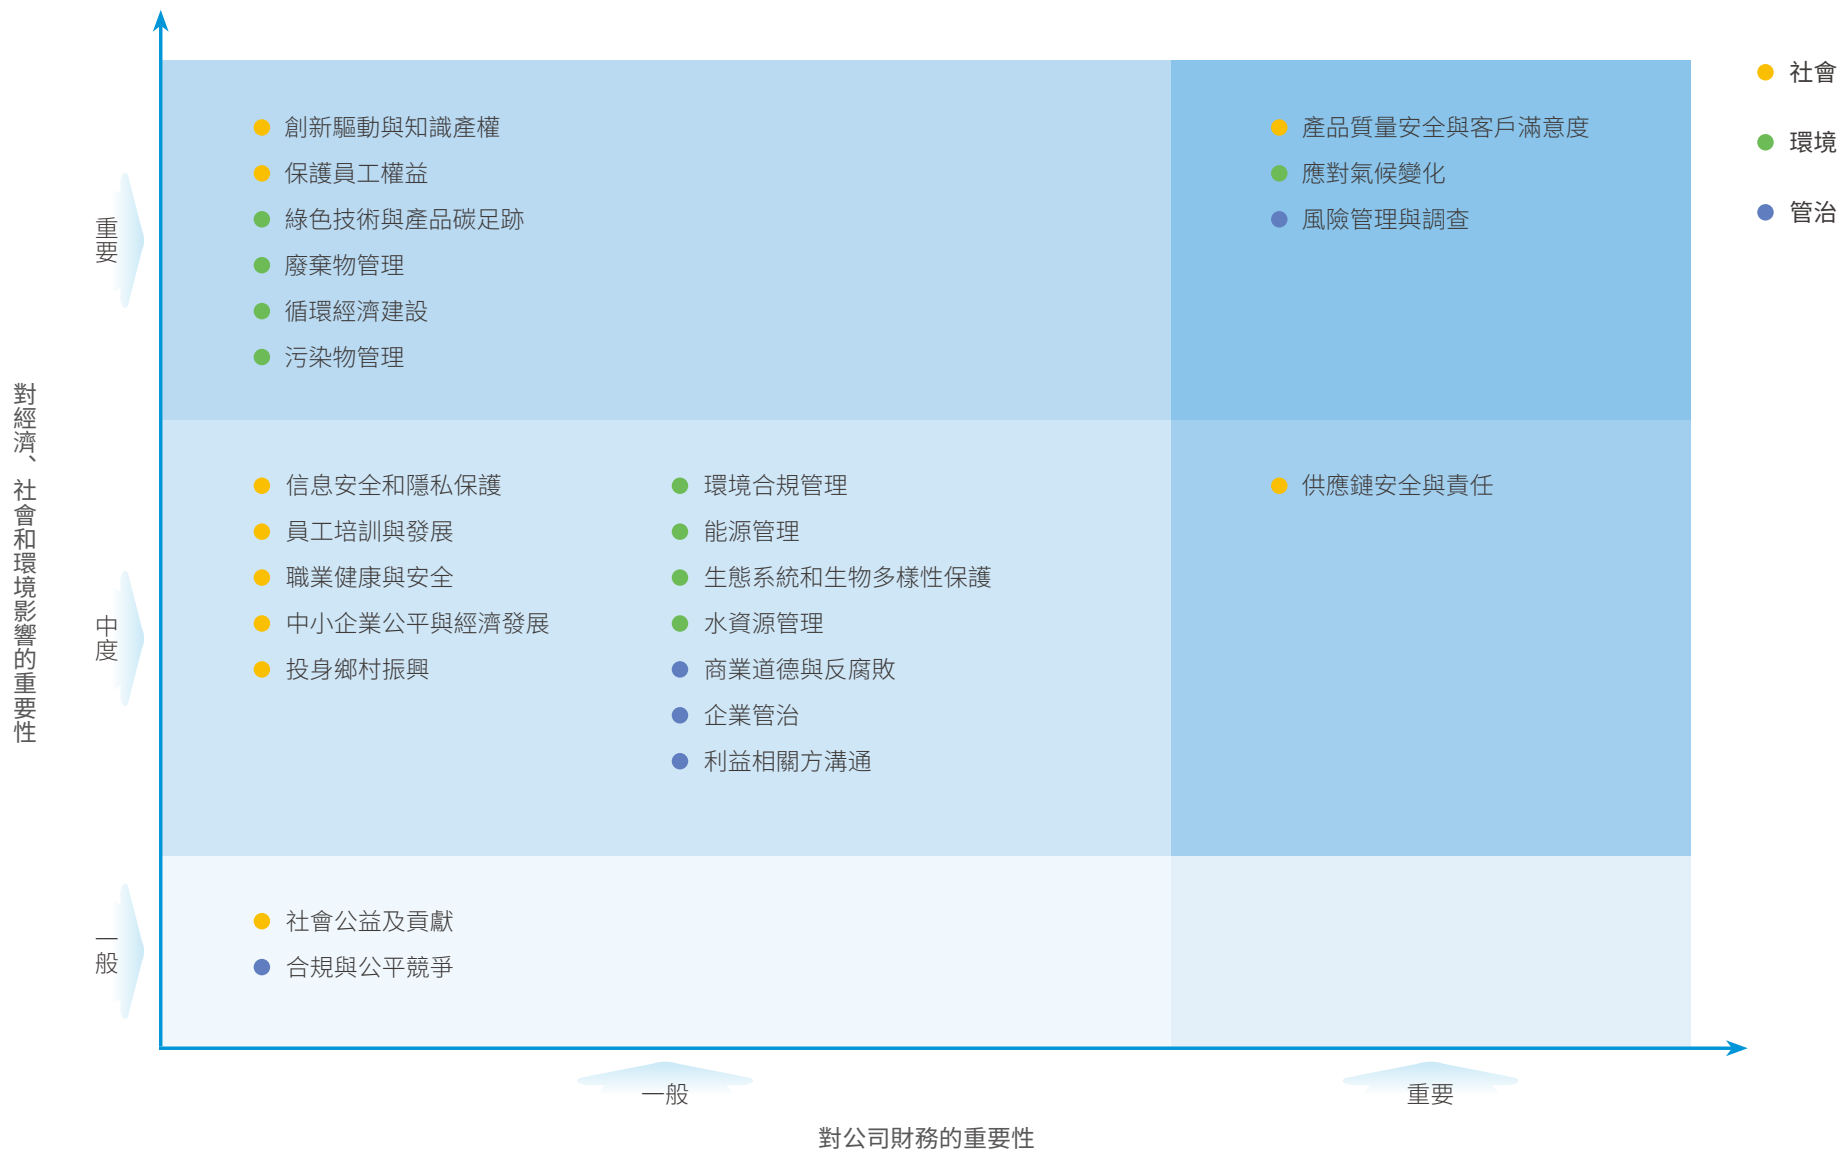 社會
環境
管治
對經濟、社會和環境影響的重要性
重要
創新驅動與知識產權
保護員工權益
綠色技術與產品碳足跡
廢棄物管理
循環經濟建設
污染物管理
產品質量安全與客戶滿意度
應對氣候變化
風險管理與調查
中度
信息安全和隱私保護
員工培訓與發展
職業健康與安全
中小企業公平與經濟發展
投身鄉村振興
環境合規管理
能源管理
生態系統和生物多樣性保護
水資源管理
商業道德與反腐敗
企業管治
利益相關方溝通
供應鏈安全與責任
一般
社會公益及貢獻
合規與公平競爭
一般
重要
對公司財務的重要性